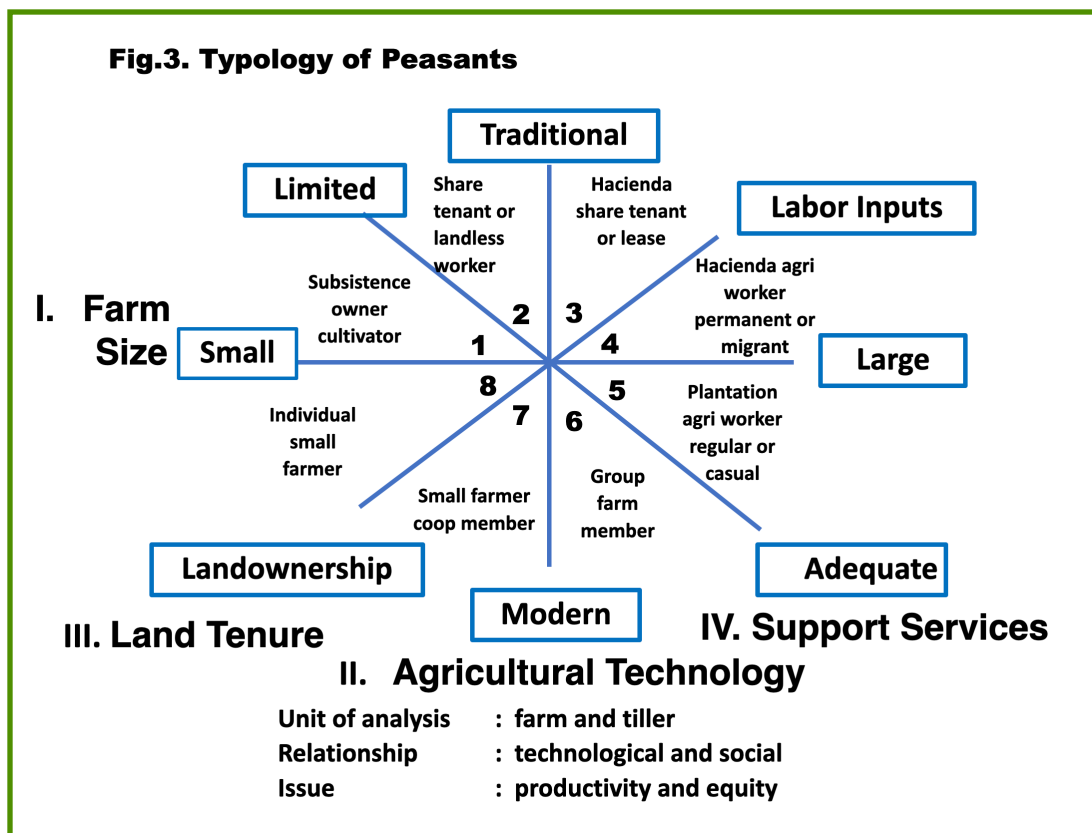 Fig.3. Typology of Peasants
Traditional
Limited
Share
tenant or
landless
worker
Hacienda
share tenant
or lease
Labor Inputs
Subsistence
owner
cultivator
Hacienda agri
worker
permanent or
migrant
I. Farm
Size
Small
1
2
3
4
Large
8
7
6
5
Individual
small
farmer
Plantation
agri worker
regular or
casual
Small farmer
coop member
Group
farm
member
Landownership
Adequate
Modern
III. Land Tenure
IV. Support Services
II. Agricultural Technology
Unit of analysis : farm and tiller
Relationship : technological and social
Issue : productivity and equity